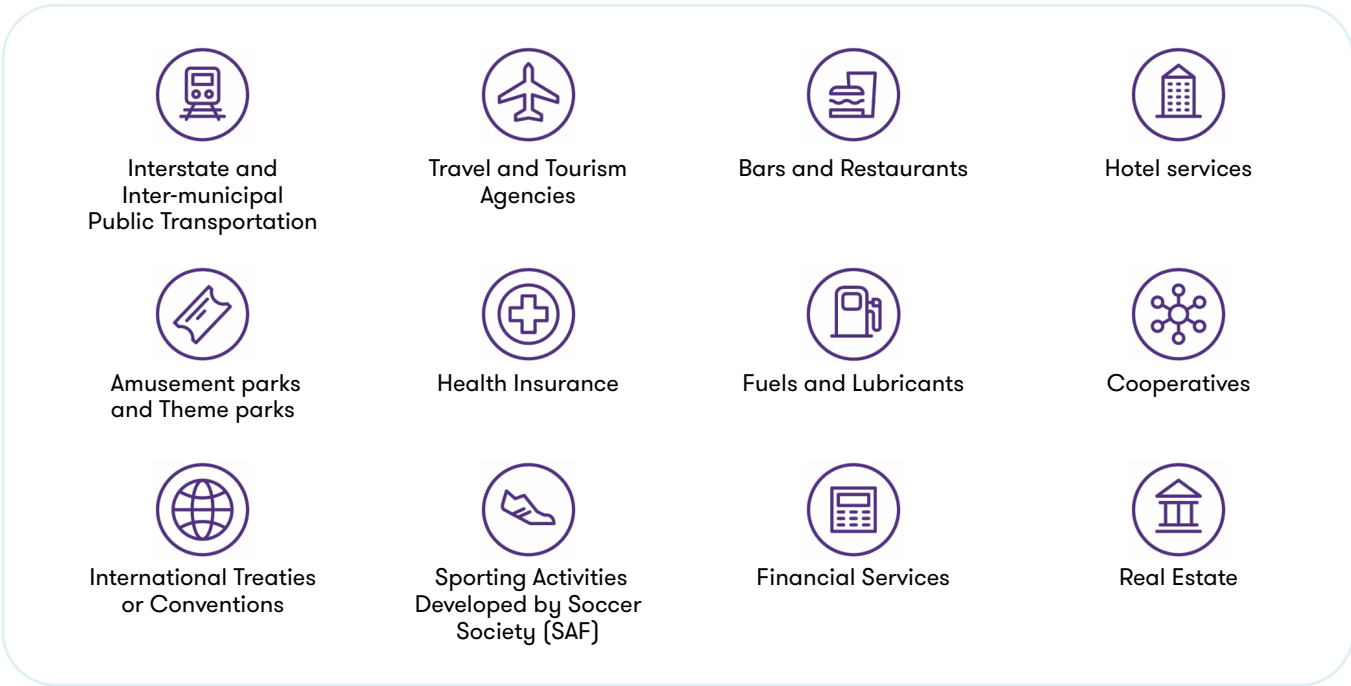 Interstate and
Inter-municipal
Public Transportation
Travel and Tourism
Agencies
Bars and Restaurants
Hotel services
Amusement parks
and Theme parks
Health Insurance
Fuels and Lubricants
Cooperatives
International Treaties
or Conventions
Sporting Activities
Developed by Soccer
Society (SAF)
Financial Services
Real Estate